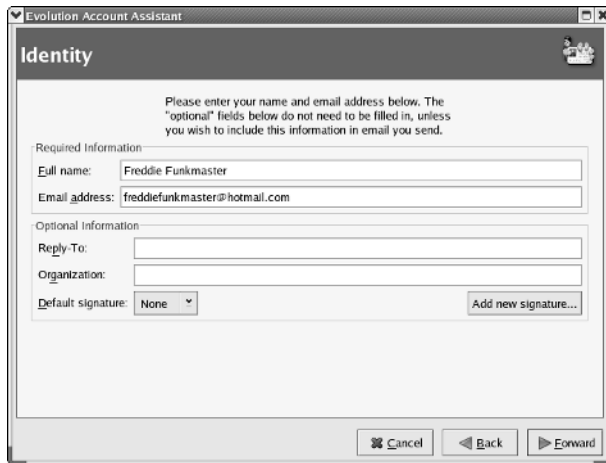 Evolution Account Assistant
Identity
Please enter your name and email address below. The
"optional" fields below do not need to be filled in, unless
you wish to include this information in email you send.
Required Information
Full name: Freddie Funkmaster
Email address: freddiefunkmaster@hotmail.com
Optional Information
Reply-To:
Organization:
Default signature: None Add new signature...
Cancel Back Forward